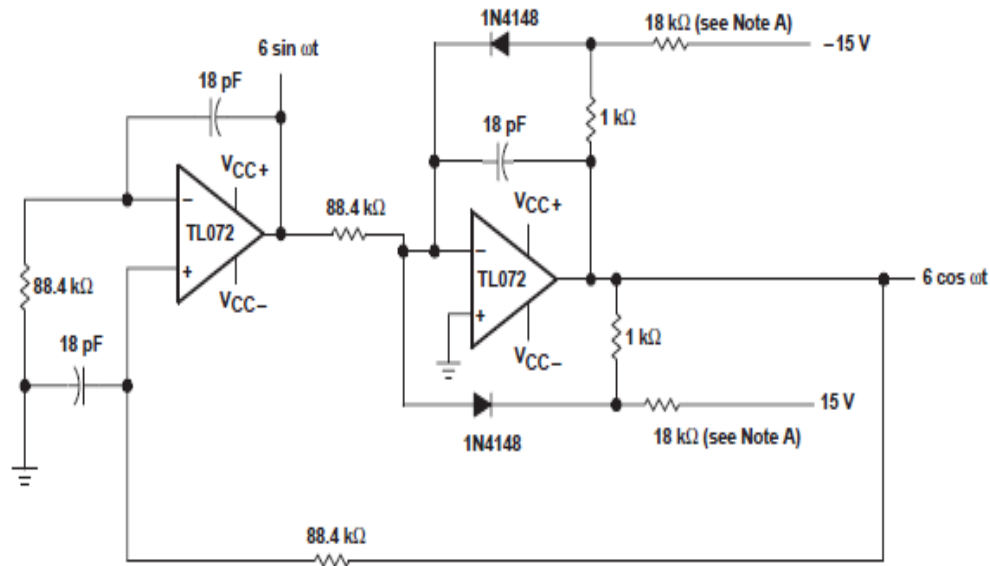 1N4148
18 kΩ (see Note A)
–15 V
6 sin ωt
18 pF
1 kΩ
18 pF
VCC+
–
TL072
+
VCC–
88.4 kΩ
VCC+
–
TL072
+
VCC–
6 cos ωt
88.4 kΩ
18 pF
1 kΩ
15 V
1N4148
18 kΩ (see Note A)
88.4 kΩ